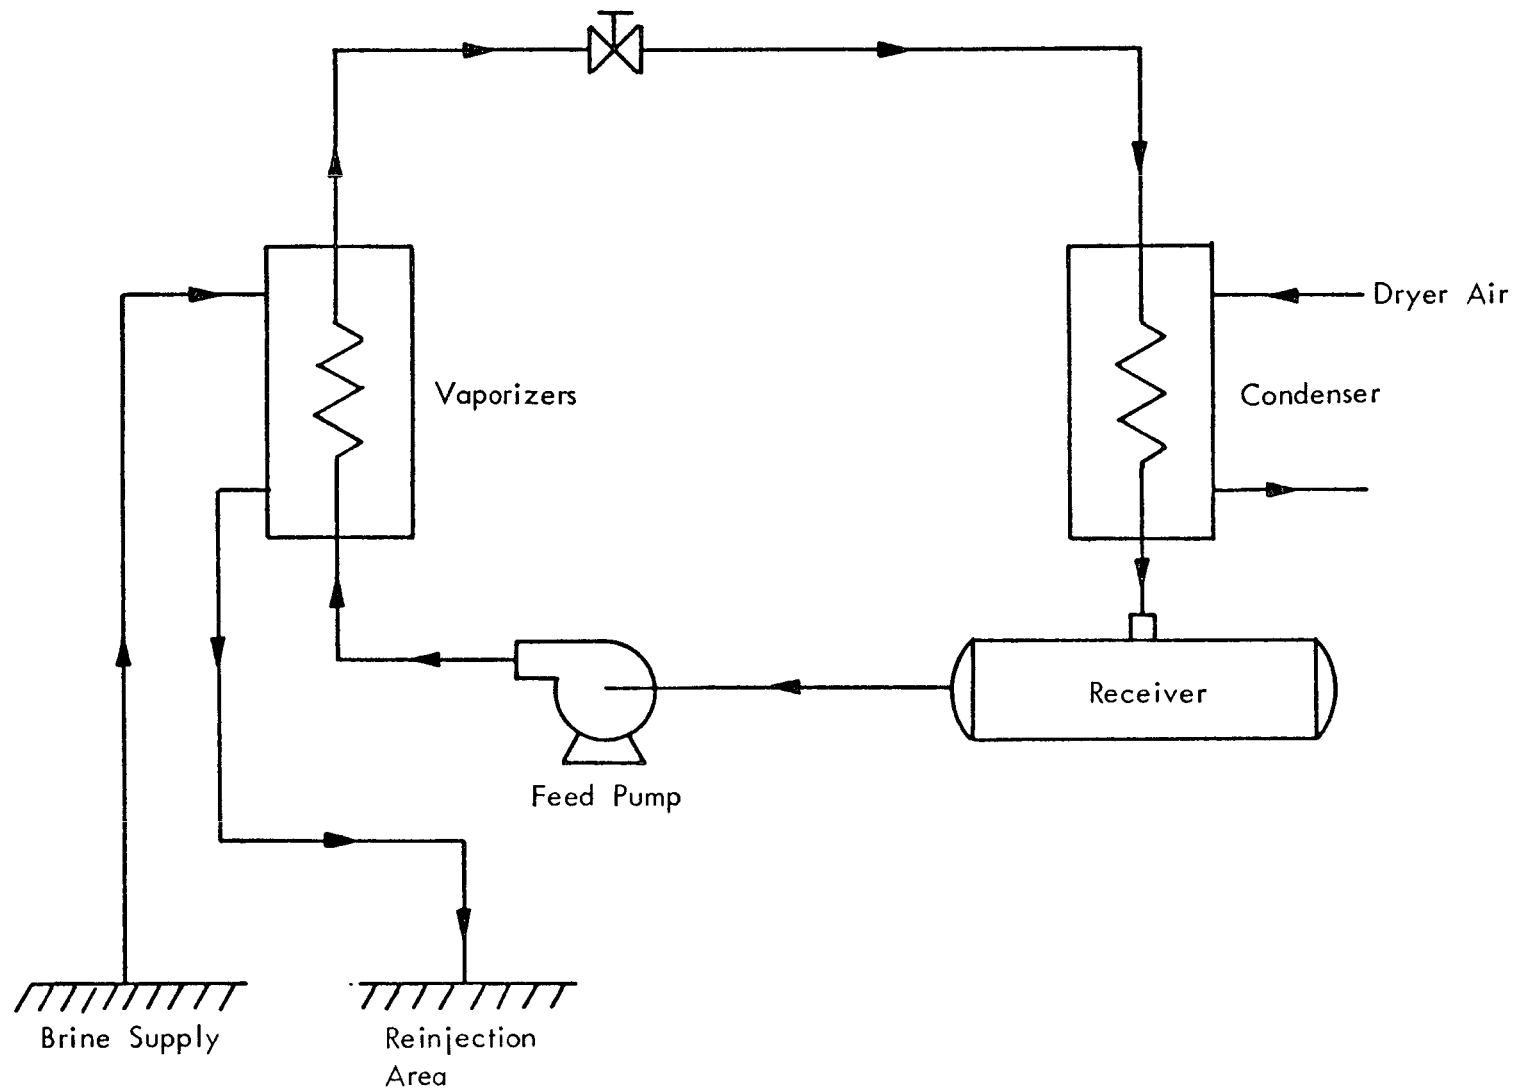 Dryer Air
Vaporizers
Condenser
Receiver
Feed Pump
Brine Supply
Reinjection
Area